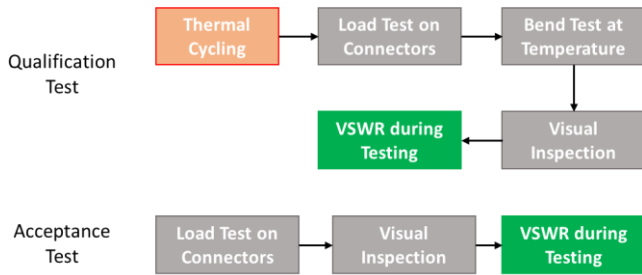 Qualification
Test
Thermal
Cycling
Load Test on
Connectors
Bend Test at
Temperature
Visual
Inspection
VSWR during
Testing
Acceptance
Test
Load Test on
Connectors
Visual
Inspection
VSWR during
Testing